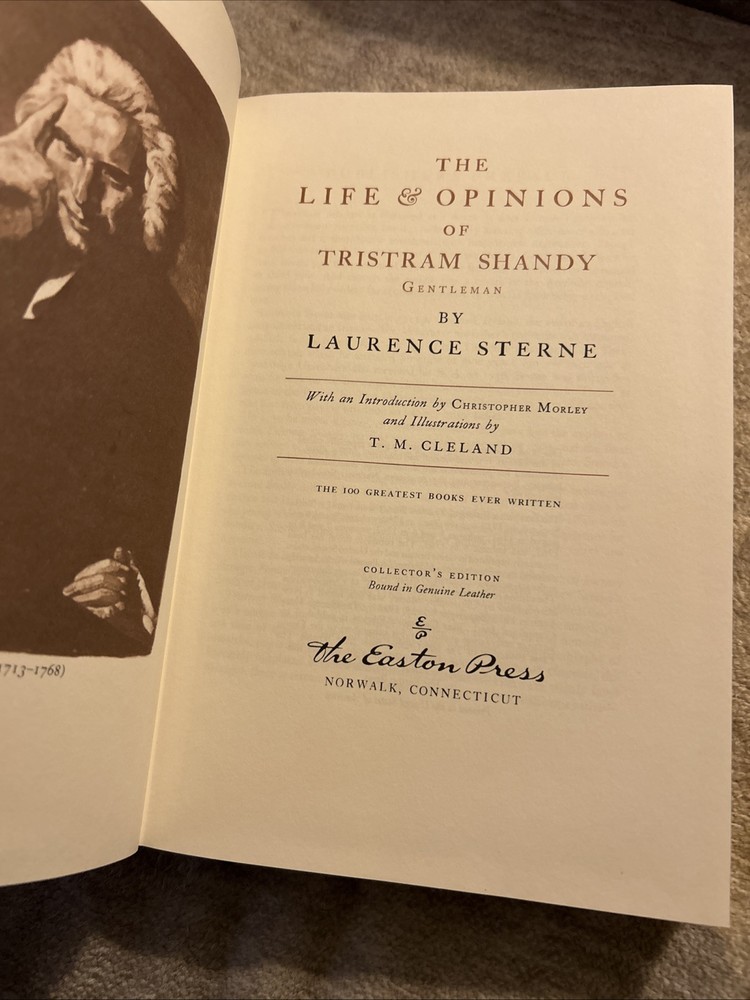 THE
LIFE & OPINIONS
OF
TRISTRAM SHANDY
GENTLEMAN
BY
LAURENCE STERNE
With an Introduction by CHRISTOPHER MORLEY
and Illustrations by
T. M. CLELAND
THE 100 GREATEST BOOKS EVER WRITTEN
COLLECTOR'S EDITION
Bound in Genuine Leather
E
P
the Easton Press
NORWALK, CONNECTICUT
1713–1768)